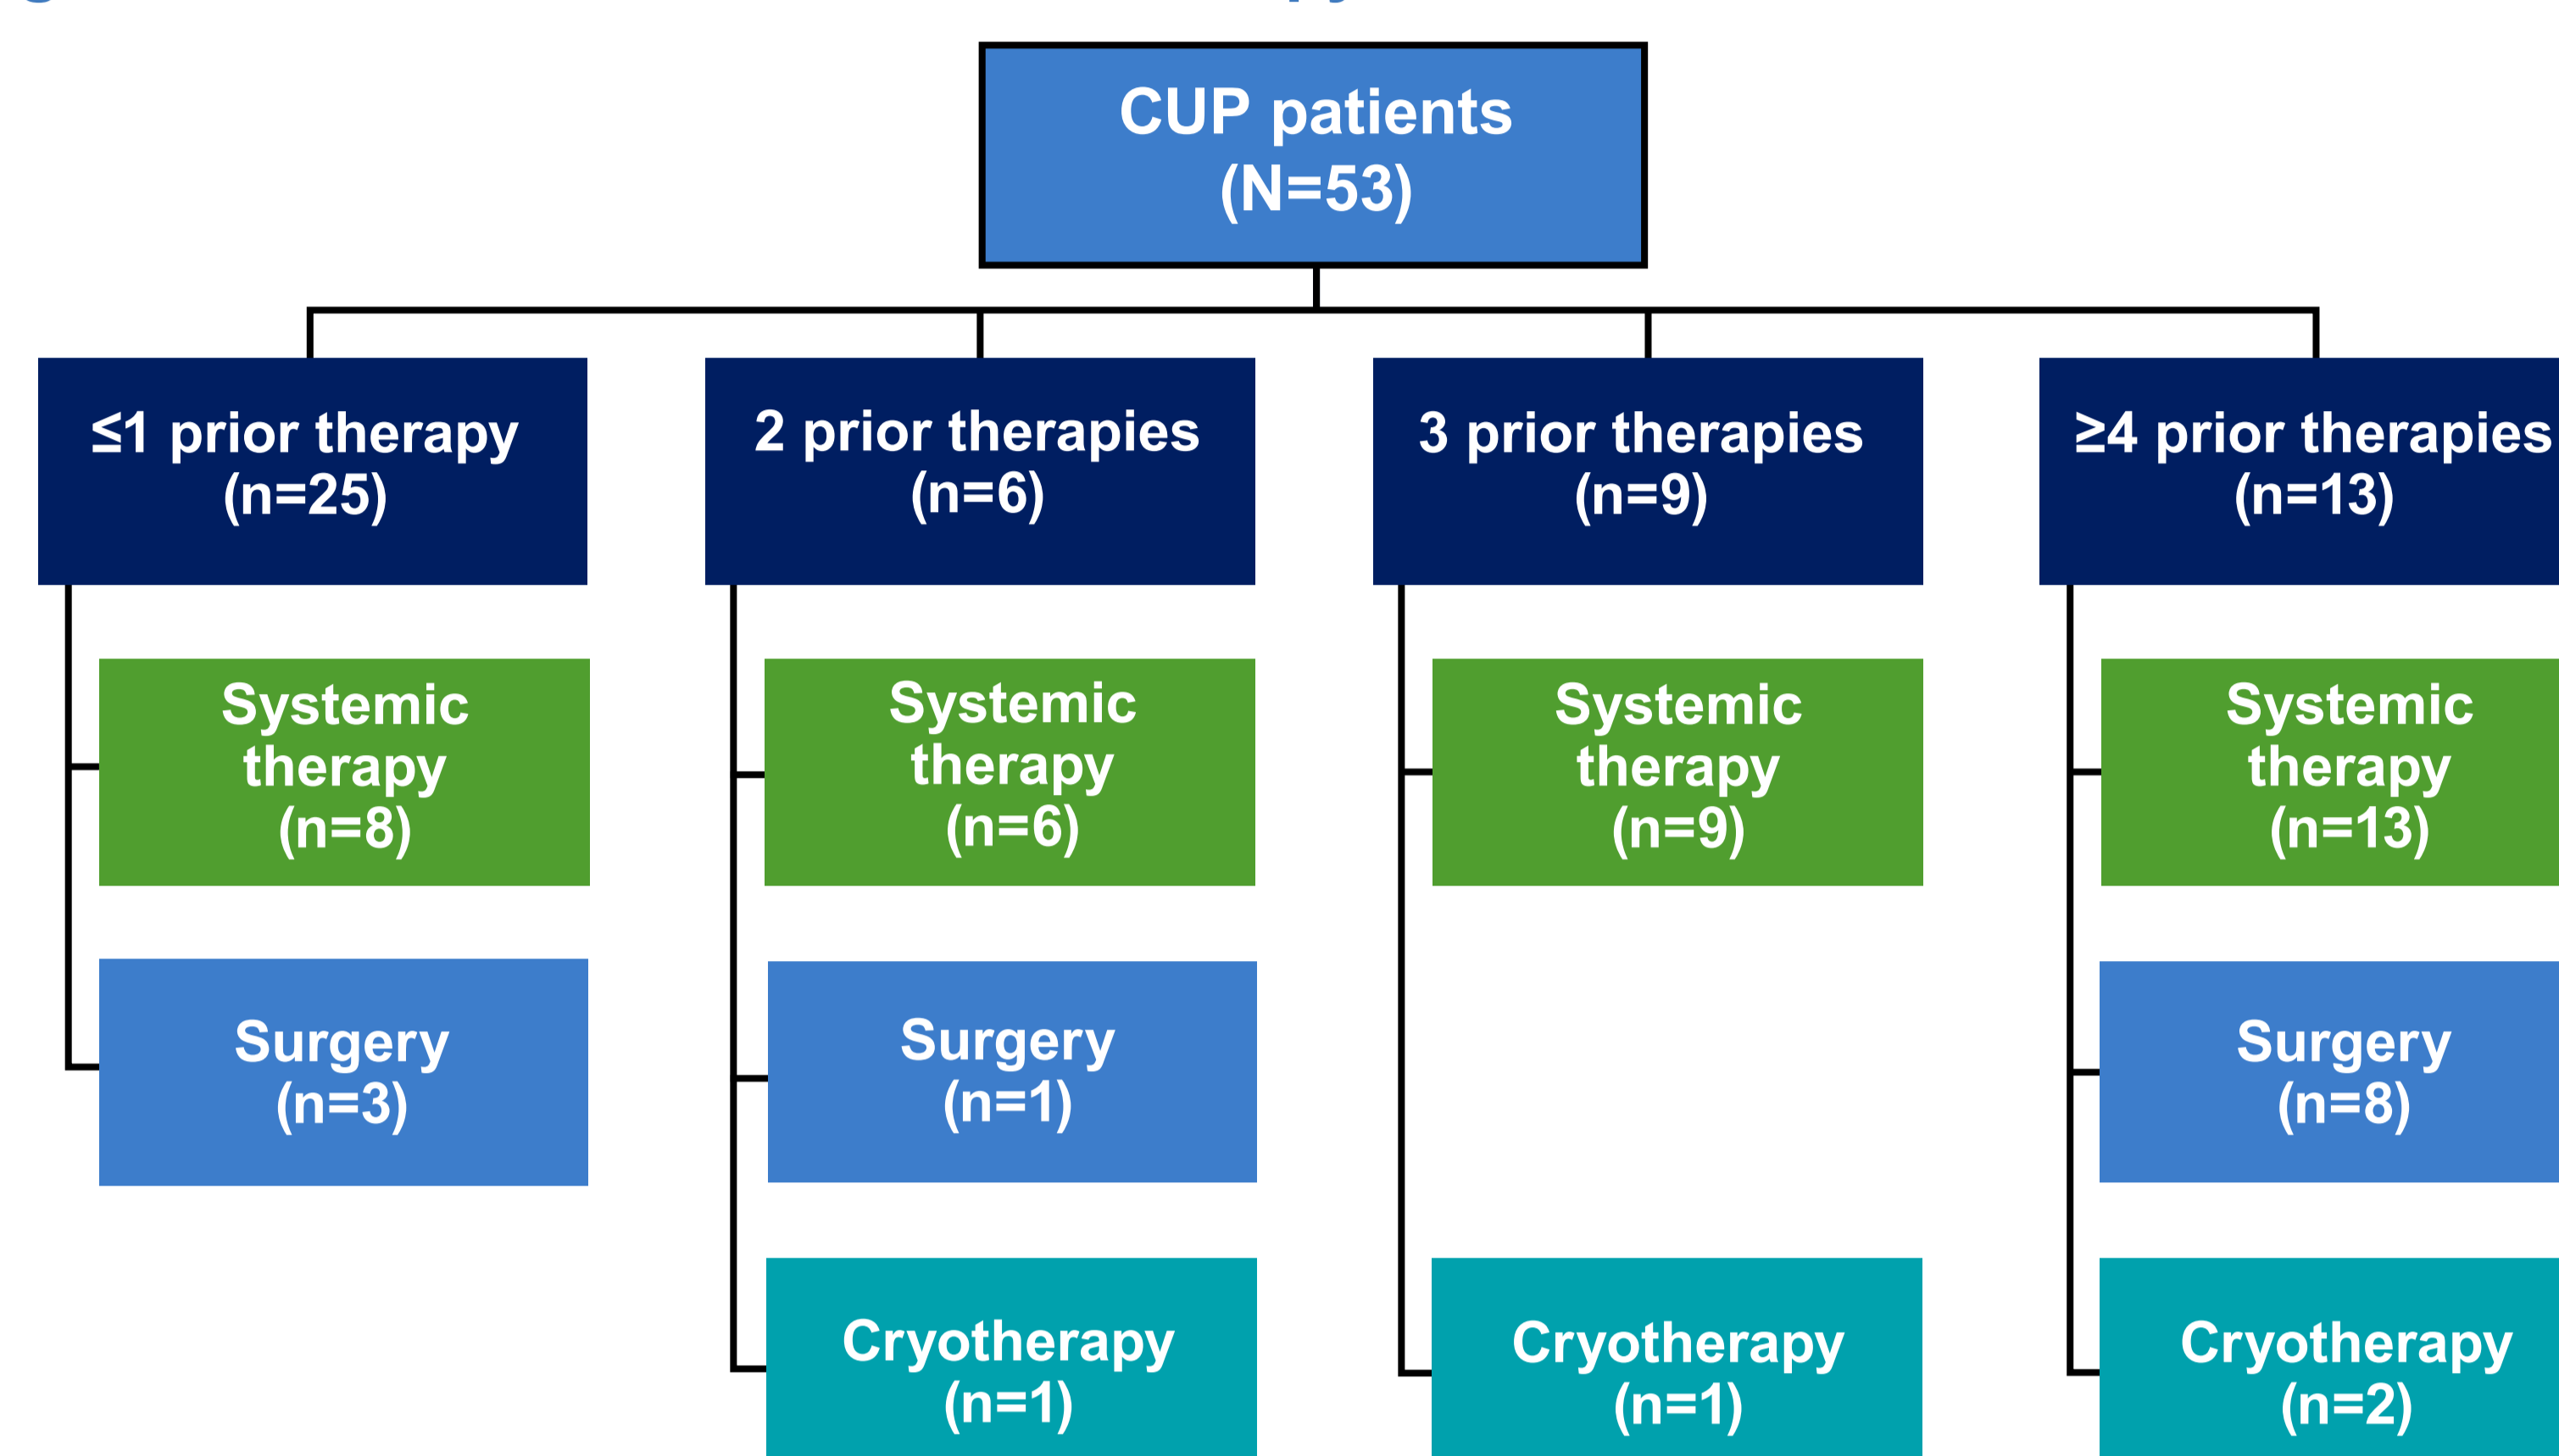 CUP patients
(N=53)
≤1 prior therapy
(n=25)
2 prior therapies
(n=6)
3 prior therapies
(n=9)
≥4 prior therapies
(n=13)
Systemic
therapy
(n=8)
Surgery
(n=3)
Systemic
therapy
(n=6)
Surgery
(n=1)
Cryotherapy
(n=1)
Systemic
therapy
(n=9)
Cryotherapy
(n=1)
Systemic
therapy
(n=13)
Surgery
(n=8)
Cryotherapy
(n=2)